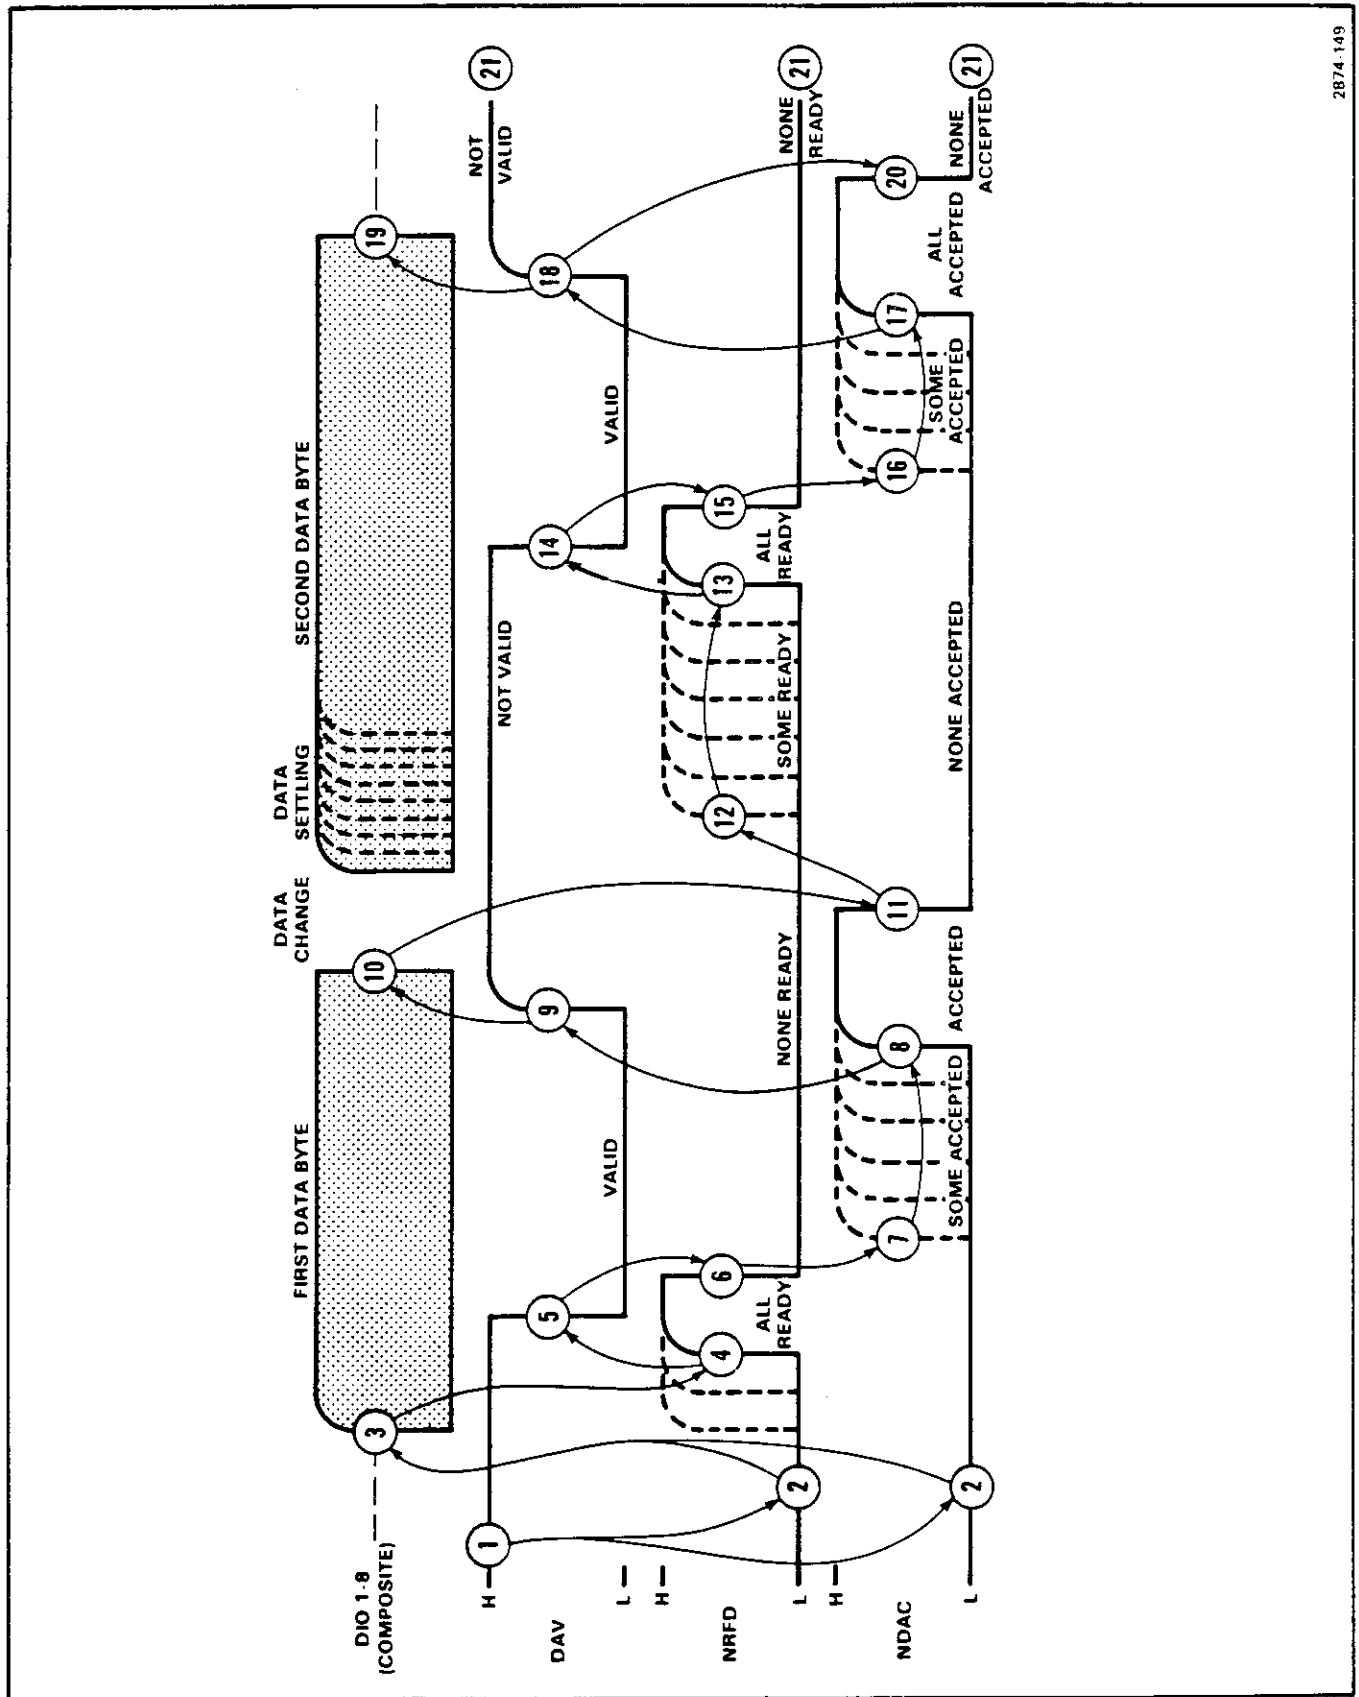 2874-149
FIRST DATA BYTE
DATA
CHANGE
DATA
SETTLING
SECOND DATA BYTE
DIO 1-8
(COMPOSITE)
3
10
19
H
1
NOT
VALID
21
NOT VALID
DAV
5
9
14
18
L
VALID
VALID
H
NRFD
4
6
12
13
15
ALL
READY
SOME READY
ALL
READY
L
2
NONE READY
NONE
READY
21
H
NDAC
7
8
11
16
17
20
SOME ACCEPTED
ACCEPTED
NONE ACCEPTED
SOME
ACCEPTED
ALL
ACCEPTED
NONE
ACCEPTED
L
2
21